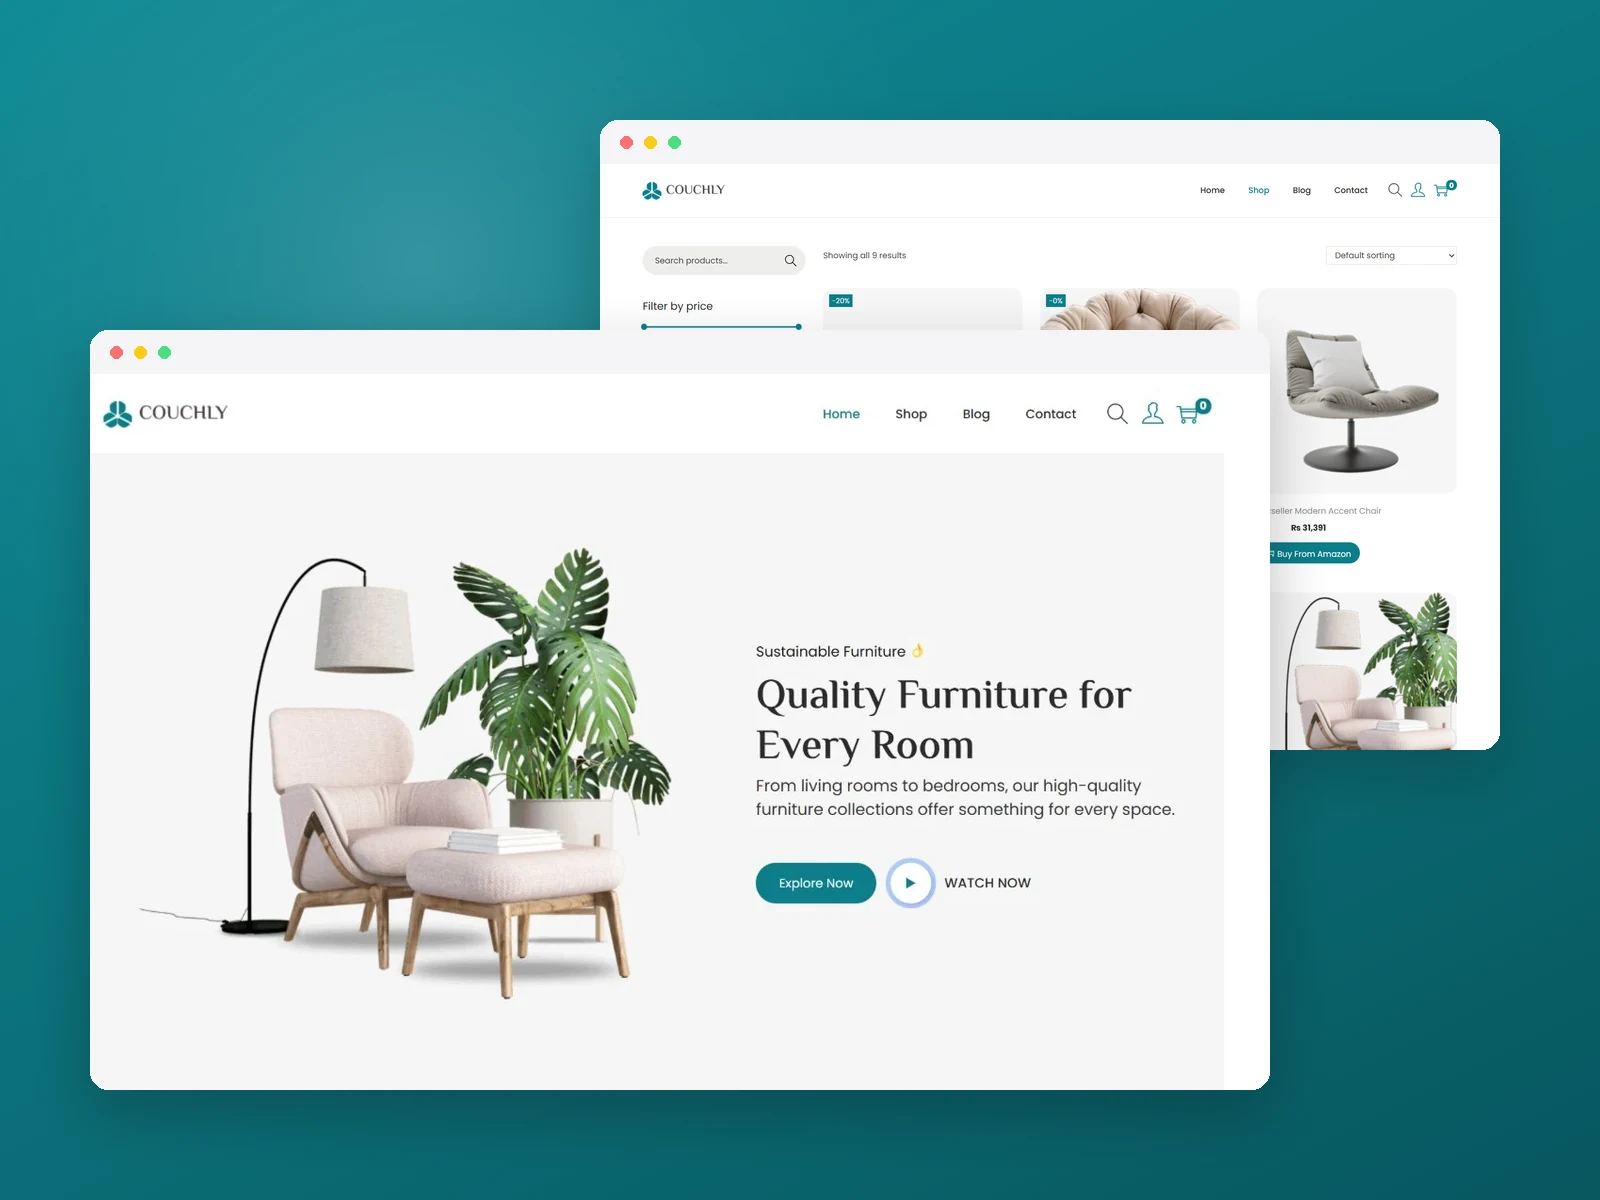 COUCHLY
Home Shop Blog Contact 0
Search products...
Showing all 9 results
Default sorting
Filter by price
-20%
-0%
Modern Accent Chair
Rs 31,391
Buy From Amazon
COUCHLY
Home Shop Blog Contact 0
Sustainable Furniture 👌
Quality Furniture for
Every Room
From living rooms to bedrooms, our high-quality
furniture collections offer something for every space.
Explore Now
WATCH NOW